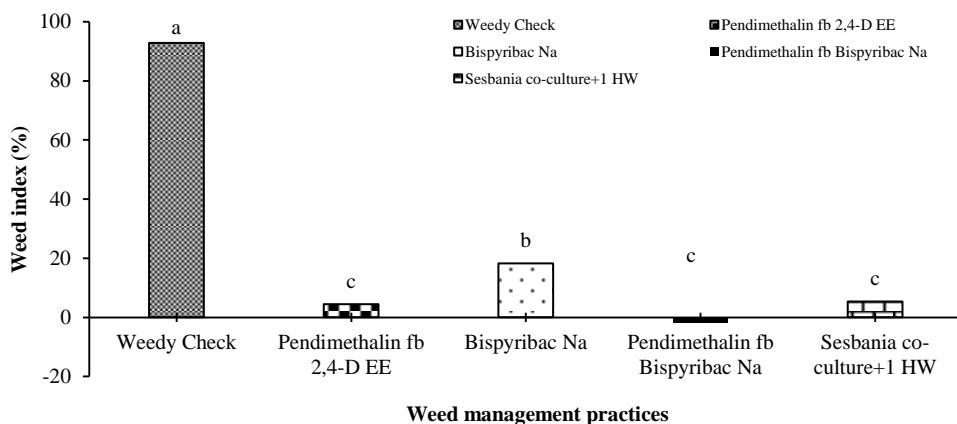 100
80
60
40
20
0
-20
Weed index (%)
Weedy Check
Pendimethalin fb 2,4-D EE
Bispyribac Na
Pendimethalin fb Bispyribac Na
Sesbania co-culture+1 HW
a
c
b
c
c
Weedy Check
Pendimethalin fb
2,4-D EE
Bispyribac Na
Pendimethalin fb
Bispyribac Na
Sesbania co-
culture+1 HW
Weed management practices